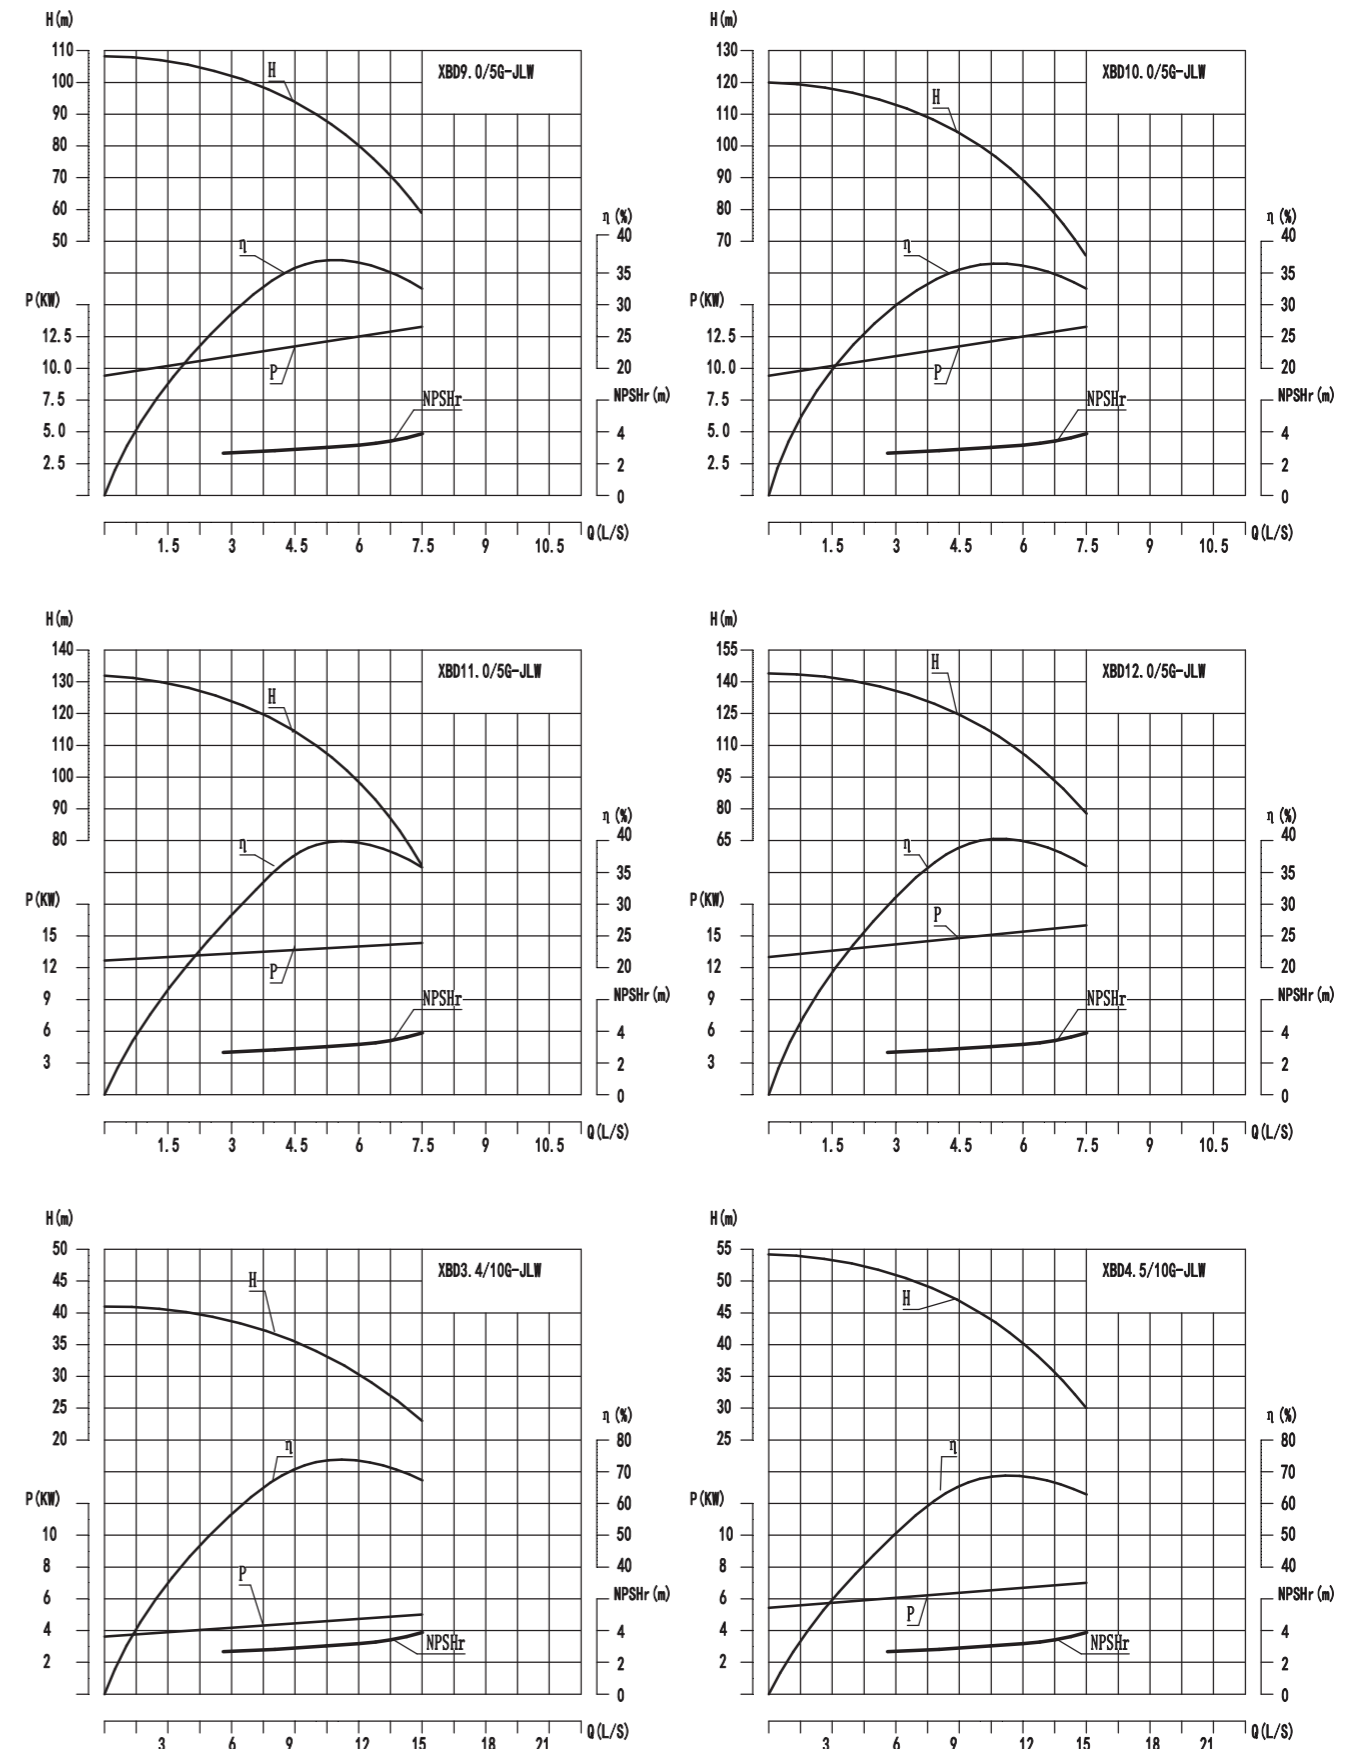 H(m)
110
100
90
80
70
60
50
XBD9.0/5G-JLW
H
η
η(%)
40
35
30
25
20
P(KW)
12.5
10.0
7.5
5.0
2.5
P
NPSHr
NPSHr(m)
4
2
0
1.5 3 4.5 6 7.5 9 10.5 Q(L/S)
H(m)
130
120
110
100
90
80
70
XBD10.0/5G-JLW
H
η
η(%)
40
35
30
25
20
P(KW)
12.5
10.0
7.5
5.0
2.5
P
NPSHr
NPSHr(m)
4
2
0
1.5 3 4.5 6 7.5 9 10.5 Q(L/S)
H(m)
140
130
120
110
100
90
80
XBD11.0/5G-JLW
H
η
η(%)
40
35
30
25
20
P(KW)
15
12
9
6
3
P
NPSHr
NPSHr(m)
4
2
0
1.5 3 4.5 6 7.5 9 10.5 Q(L/S)
H(m)
155
140
125
110
95
80
65
XBD12.0/5G-JLW
H
η
η(%)
40
35
30
25
20
P(KW)
15
12
9
6
3
P
NPSHr
NPSHr(m)
4
2
0
1.5 3 4.5 6 7.5 9 10.5 Q(L/S)
H(m)
50
45
40
35
30
25
20
XBD3.4/10G-JLW
H
η
η(%)
80
70
60
50
40
P(KW)
10
8
6
4
2
P
NPSHr
NPSHr(m)
4
2
0
3 6 9 12 15 18 21 Q(L/S)
H(m)
55
50
45
40
35
30
25
XBD4.5/10G-JLW
H
η
η(%)
80
70
60
50
40
P(KW)
10
8
6
4
2
P
NPSHr
NPSHr(m)
4
2
0
3 6 9 12 15 18 21 Q(L/S)